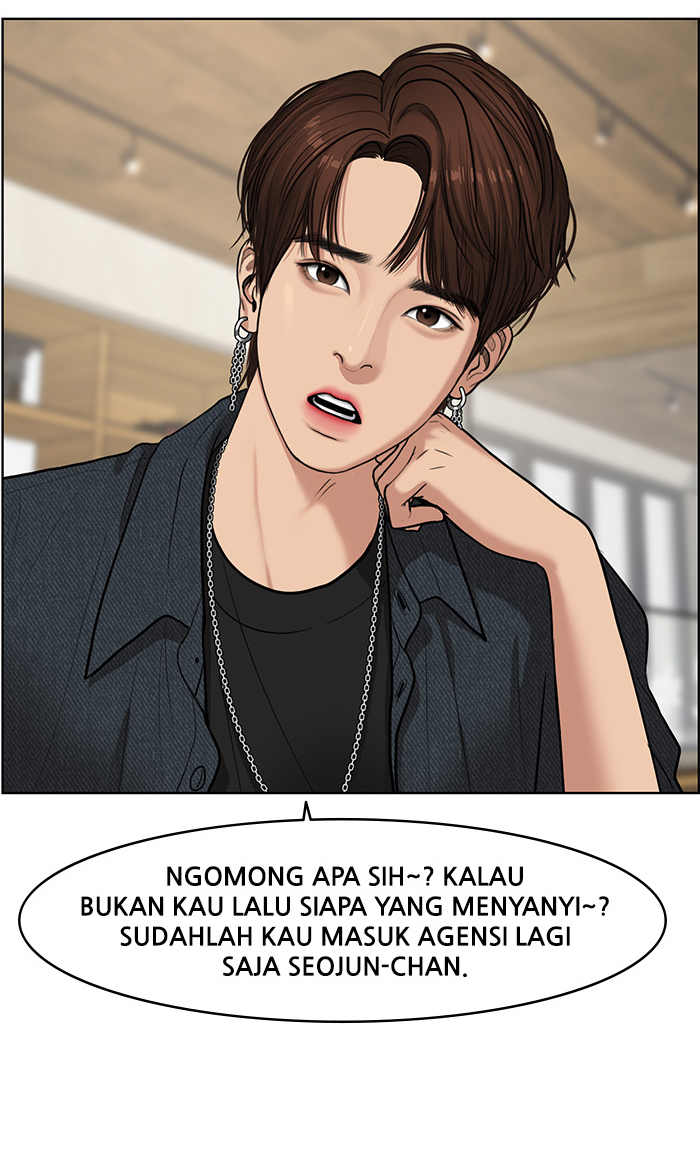 NGOMONG APA SIH~? KALAU
BUKAN KAU LALU SIAPA YANG MENYANYI~?
SUDAHLAH KAU MASUK AGENSI LAGI
SAJA SEOJUN-CHAN.